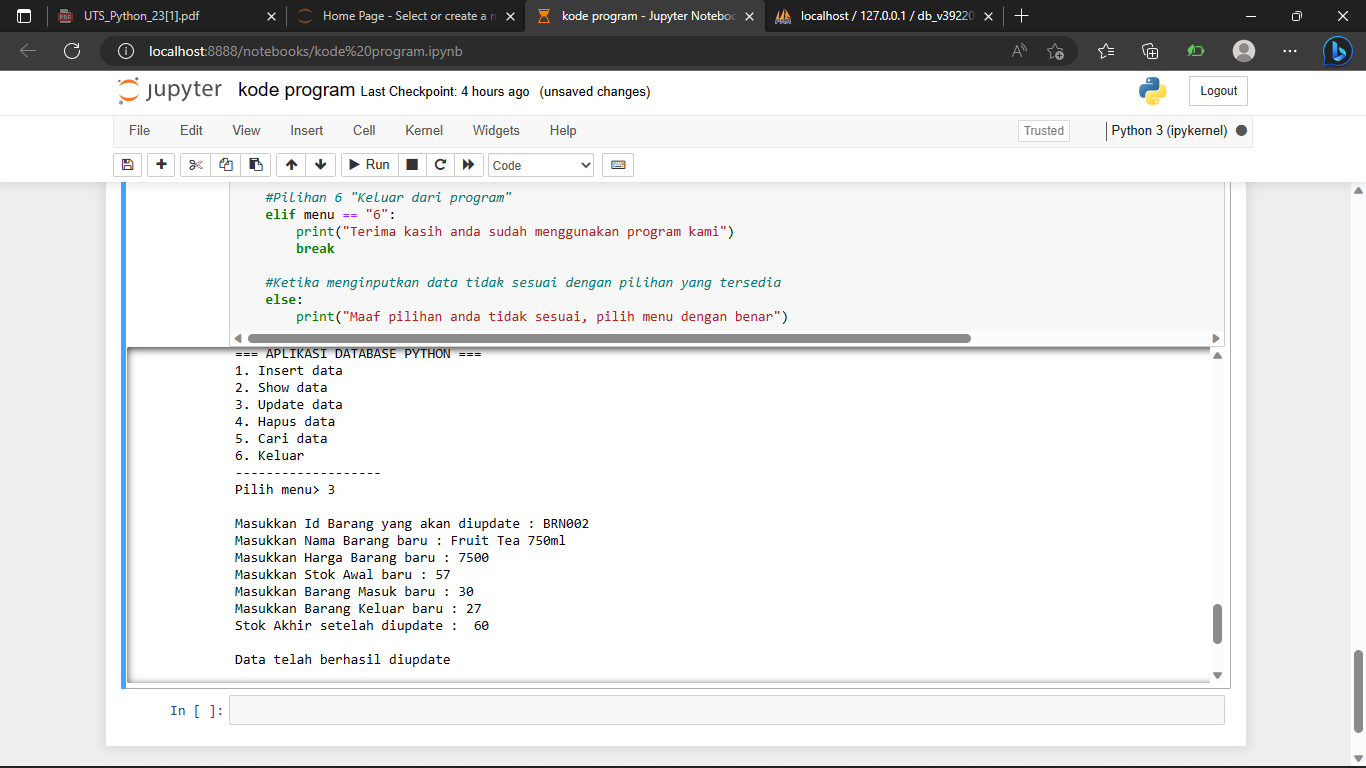 UTS_Python_23[1].pdf
Home Page - Select or create a n
kode program - Jupyter Noteboo
localhost / 127.0.0.1 / db_v39220
localhost:8888/notebooks/kode%20program.ipynb
jupyter kode program Last Checkpoint: 4 hours ago (unsaved changes)
Logout
File Edit View Insert Cell Kernel Widgets Help
Trusted
Python 3 (ipykernel)
Run
Code
#Pilihan 6 "Keluar dari program"
elif menu == "6":
print("Terima kasih anda sudah menggunakan program kami")
break
#Ketika menginputkan data tidak sesuai dengan pilihan yang tersedia
else:
print("Maaf pilihan anda tidak sesuai, pilih menu dengan benar")
=== APLIKASI DATABASE PYTHON ===
1. Insert data
2. Show data
3. Update data
4. Hapus data
5. Cari data
6. Keluar
-------------------
Pilih menu> 3
Masukkan Id Barang yang akan diupdate : BRN002
Masukkan Nama Barang baru : Fruit Tea 750ml
Masukkan Harga Barang baru : 7500
Masukkan Stok Awal baru : 57
Masukkan Barang Masuk baru : 30
Masukkan Barang Keluar baru : 27
Stok Akhir setelah diupdate :  60
Data telah berhasil diupdate
In [ ]: